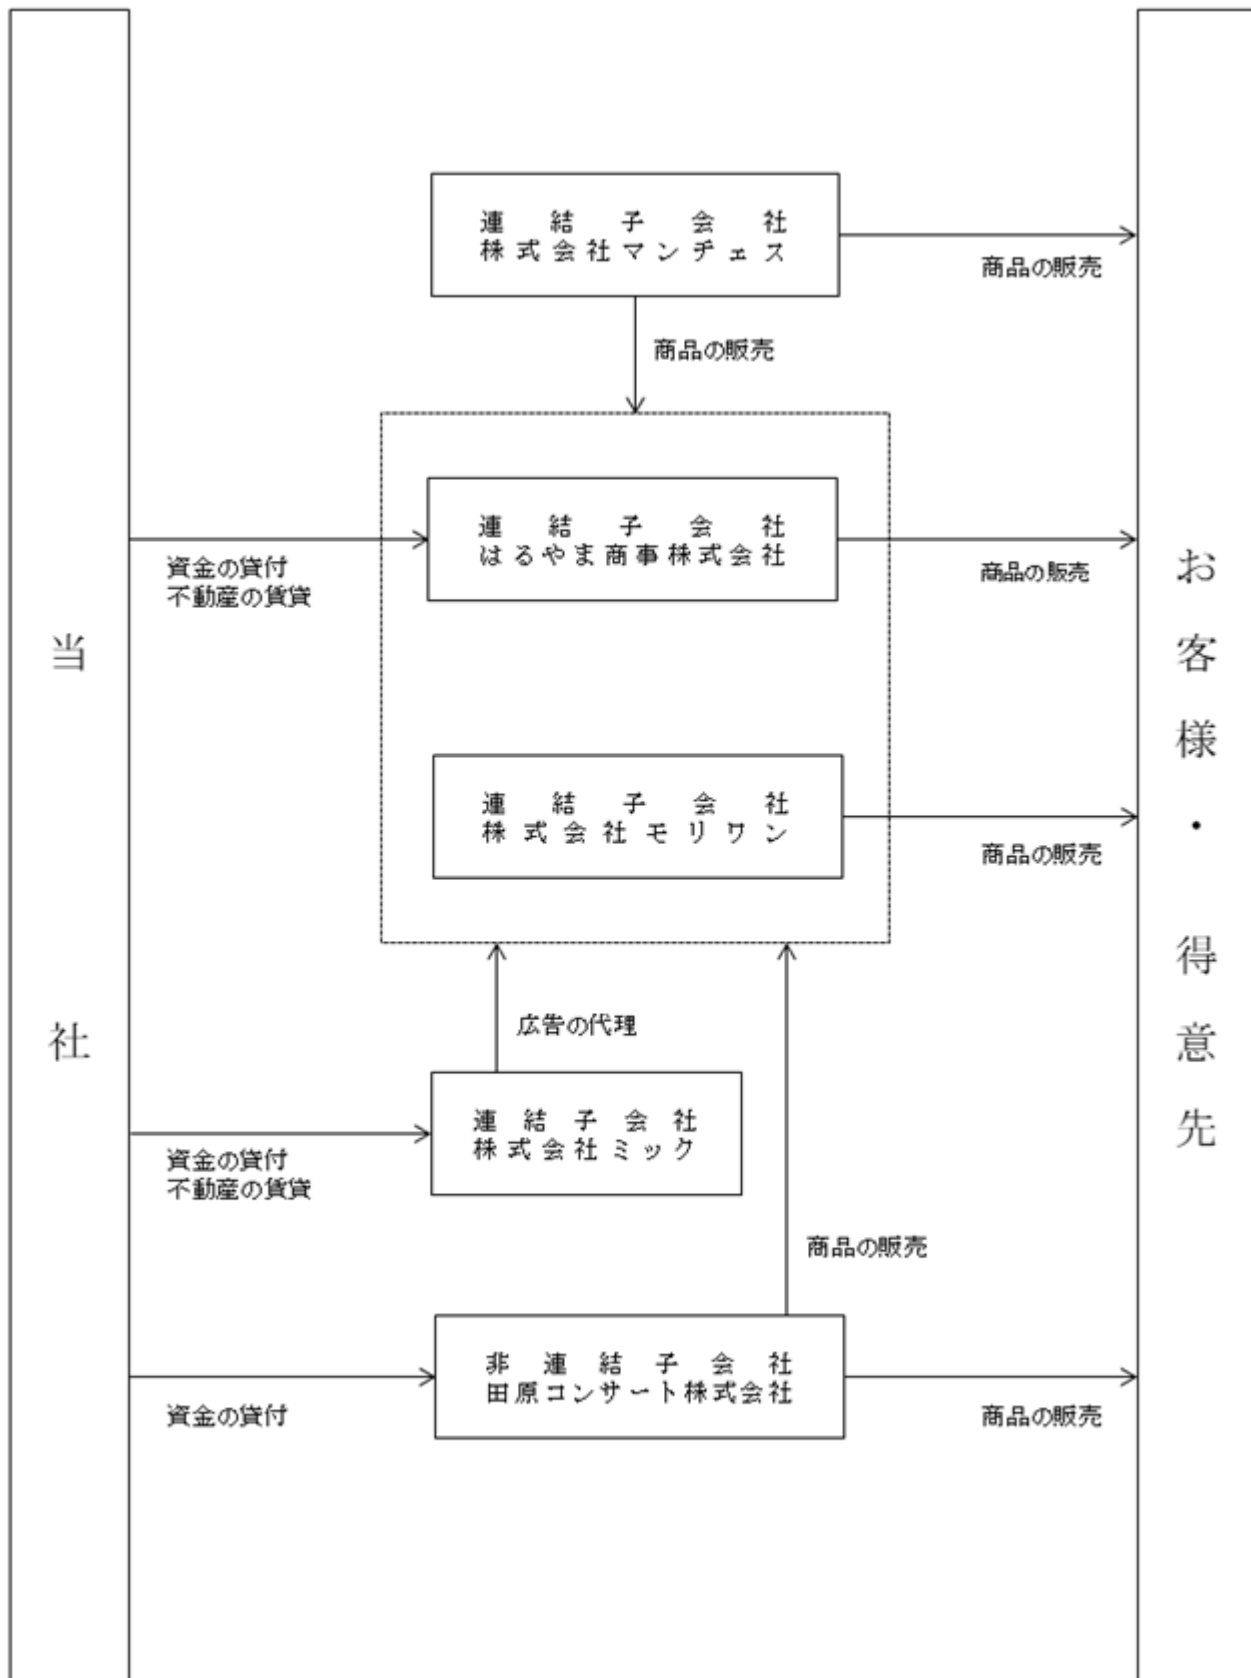 当社
連結子会社
株式会社マンチェス
商品の販売
商品の販売
連結子会社
はるやま商事株式会社
資金の貸付
不動産の賃貸
商品の販売
連結子会社
株式会社モリワン
商品の販売
広告の代理
連結子会社
株式会社ミック
資金の貸付
不動産の賃貸
商品の販売
非連結子会社
田原コンサート株式会社
資金の貸付
商品の販売
お客様・得意先